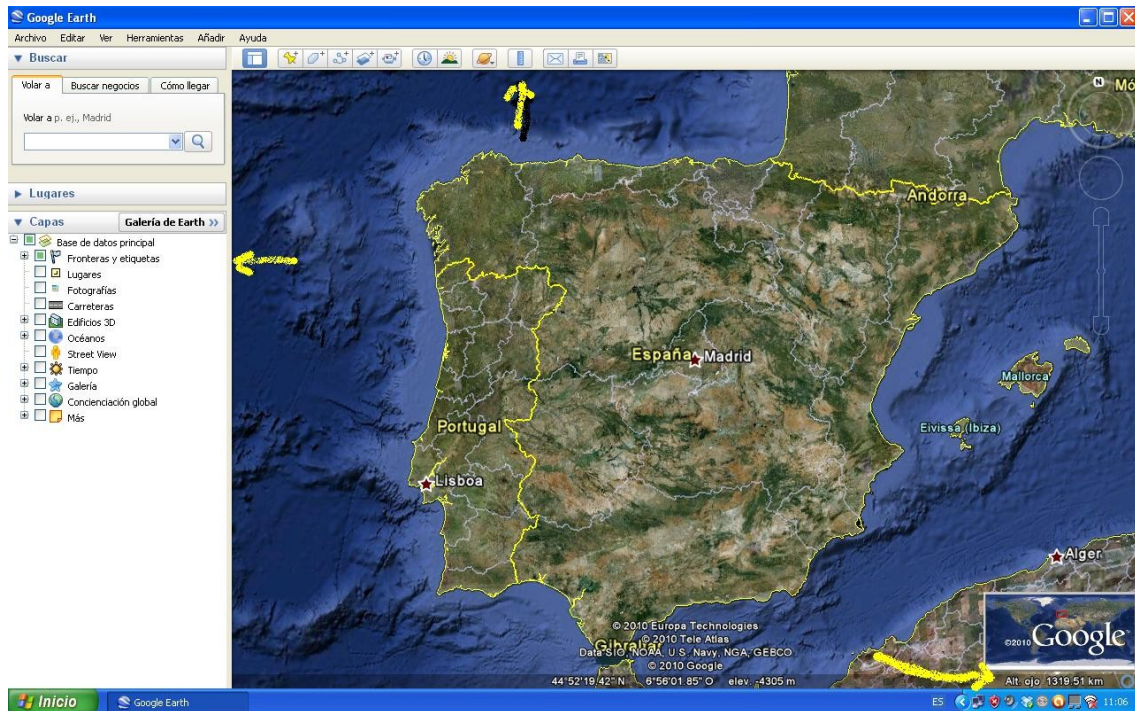 Google Earth
Archivo Editar Ver Herramientas Añadir Ayuda
Buscar
Volar a Buscar negocios Cómo llegar
Volar a p. ej., Madrid
Lugares
Capas Galería de Earth >>
Base de datos principal
Fronteras y etiquetas
Lugares
Fotografías
Carreteras
Edificios 3D
Océanos
Street View
Tiempo
Galería
Concienciación global
Más
N
Mó
Andorra
España
Madrid
Mallorca
Eivissa (Ibiza)
Portugal
Lisboa
Alger
Gibraltar
© 2010 Europa Technologies
© 2010 Tele Atlas
Data SIO, NOAA, U.S. Navy, NGA, GEBCO
© 2010 Google
©2010 Google
44°52'19.42" N 6°56'01.85" O elev. -4305 m
Alt. ojo 1319.51 km
Inicio
Google Earth
ES
11:06